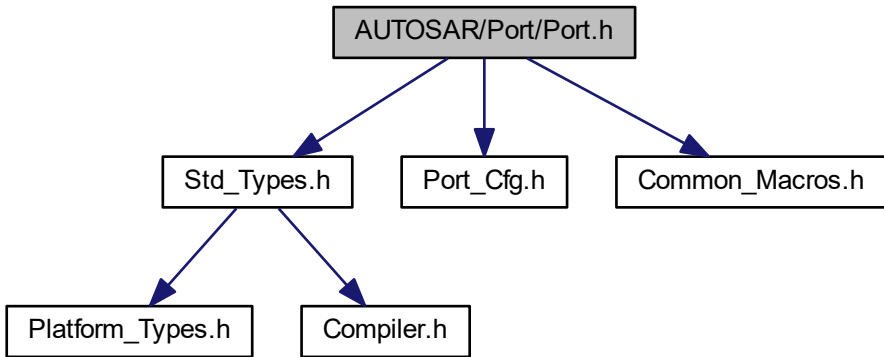 AUTOSAR/Port/Port.h
Std_Types.h
Port_Cfg.h
Common_Macros.h
Platform_Types.h
Compiler.h